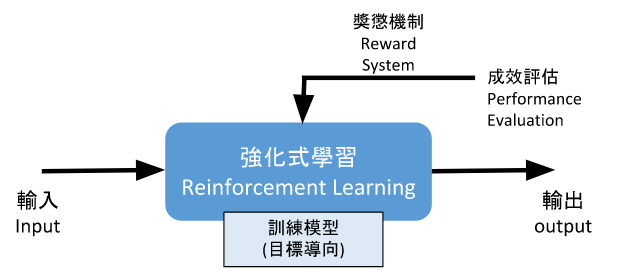 獎懲機制
Reward
System
成效評估
Performance
Evaluation
強化式學習
Reinforcement Learning
輸入
Input
輸出
output
訓練模型
(目標導向)